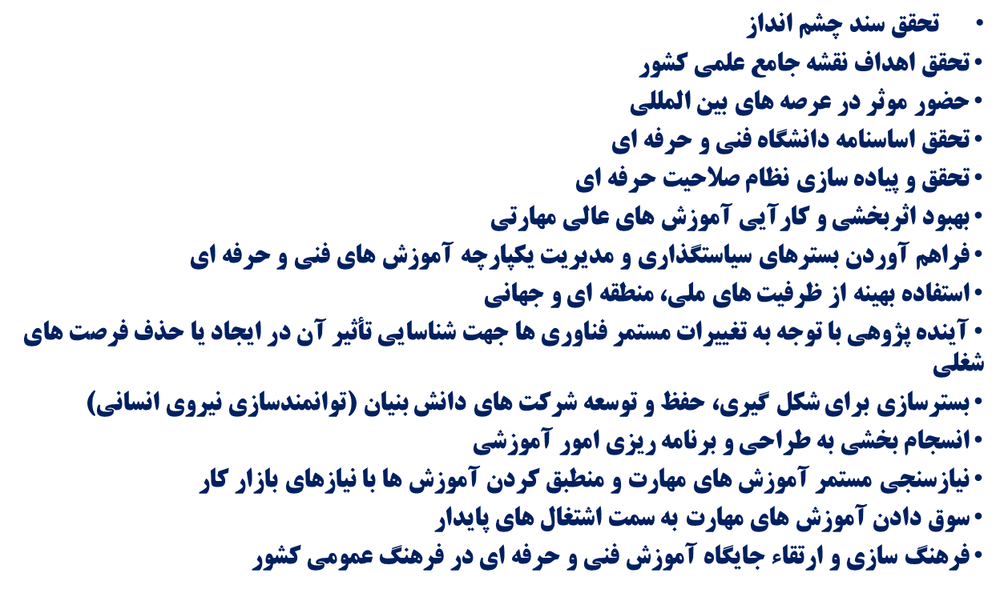 • تحقق سند چشم انداز
• تحقق اهداف نقشه جامع علمی کشور
• حضور موثر در عرصه های بین المللی
• تحقق اساسنامه دانشگاه فنی و حرفه ای
• تحقق و پیاده سازی نظام صلاحیت حرفه ای
• بهبود اثربخشی و کارآیی آموزش های عالی مهارتی
• فراهم آوردن بسترهای سیاستگذاری و مدیریت یکپارچه آموزش های فنی و حرفه ای
• استفاده بهینه از ظرفیت های ملی، منطقه ای و جهانی
• آینده پژوهی با توجه به تغییرات مستمر فناوری ها جهت شناسایی تأثیر آن در ایجاد یا حذف فرصت های
شغلی
• بسترسازی برای شکل گیری، حفظ و توسعه شرکت های دانش بنیان (توانمندسازی نیروی انسانی)
• انسجام بخشی به طراحی و برنامه ریزی امور آموزشی
• نیازسنجی مستمر آموزش های مهارت و منطبق کردن آموزش ها با نیازهای بازار کار
• سوق دادن آموزش های مهارت به سمت اشتغال های پایدار
• فرهنگ سازی و ارتقاء جایگاه آموزش فنی و حرفه ای در فرهنگ عمومی کشور